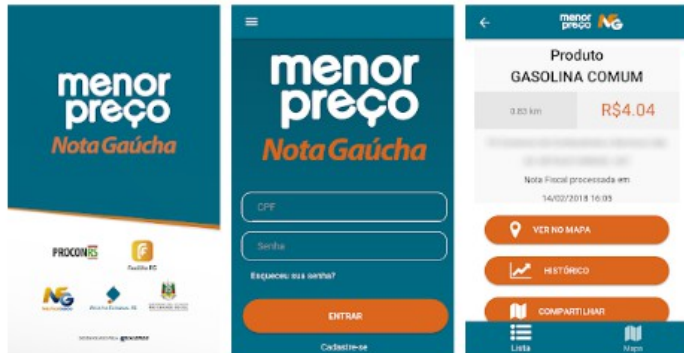 menor
preço
Nota Gaúcha
PROCON RS
NG
menor
preço
Nota Gaúcha
CPF
Senha
Esqueceu sua senha?
ENTRAR
Cadastre-se
menor
preço NG
Produto
GASOLINA COMUM
0.83 km
R$4.04
Nota Fiscal processada em
14/02/2018 16:05
VER NO MAPA
HISTÓRICO
COMPARTILHAR
Lista
Mapa